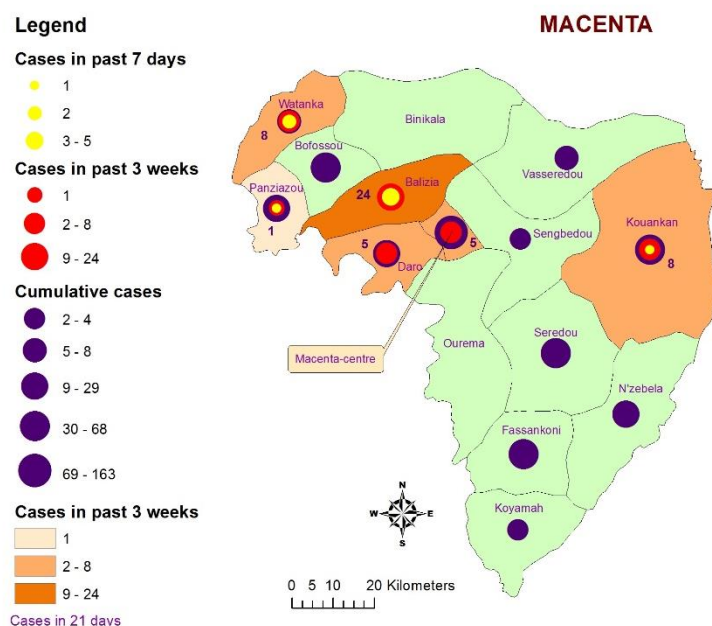 Legend
MACENTA
Cases in past 7 days
1
2
3 - 5
Cases in past 3 weeks
1
2 - 8
9 - 24
Cumulative cases
2 - 4
5 - 8
9 - 29
30 - 68
69 - 163
Cases in past 3 weeks
1
2 - 8
9 - 24
Cases in 21 days
Watanka
8
Binikala
Bofossou
Vasseredou
Panziazou
1
24
Balizia
Kouankan
8
Sengbedou
5
Daro
5
Macenta-centre
Ourema
Seredou
N'zebela
Fassankoni
Koyamah
N
W
E
S
0 5 10 20 Kilometers